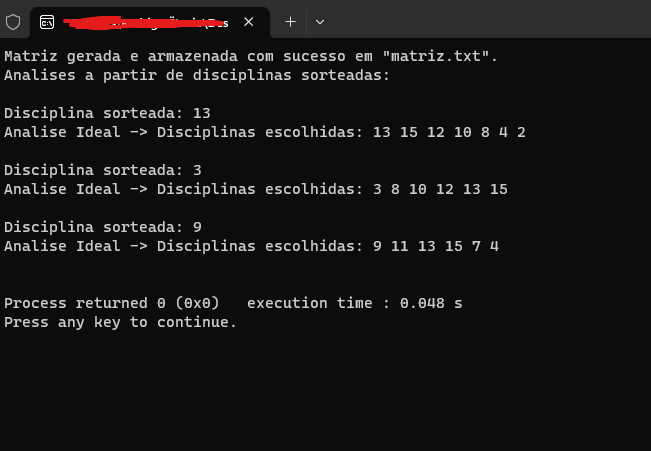 Matriz gerada e armazenada com sucesso em "matriz.txt".
Analises a partir de disciplinas sorteadas:
Disciplina sorteada: 13
Analise Ideal -> Disciplinas escolhidas: 13 15 12 10 8 4 2
Disciplina sorteada: 3
Analise Ideal -> Disciplinas escolhidas: 3 8 10 12 13 15
Disciplina sorteada: 9
Analise Ideal -> Disciplinas escolhidas: 9 11 13 15 7 4
Process returned 0 (0x0)   execution time : 0.048 s
Press any key to continue.